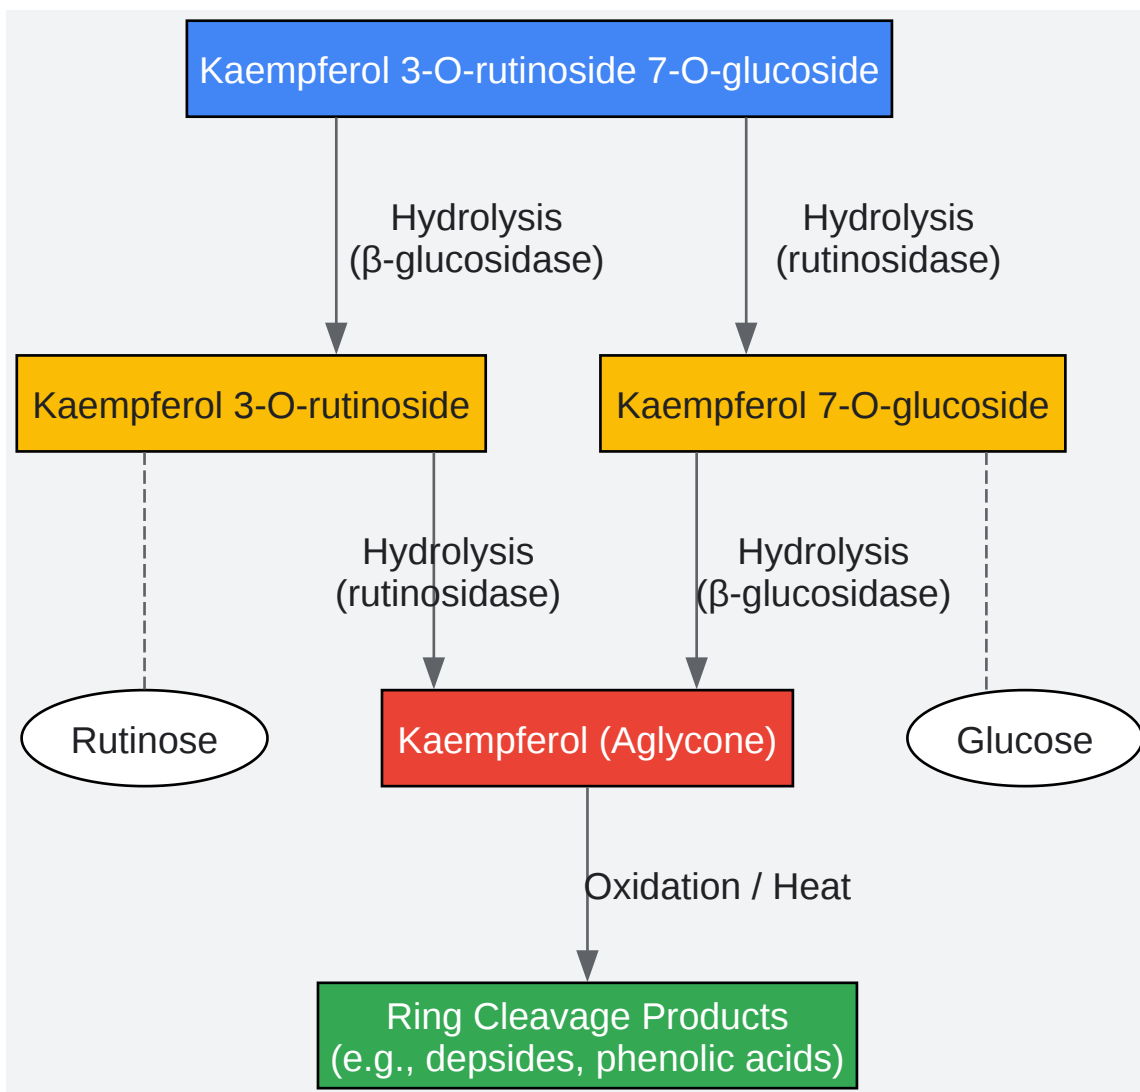 Kaempferol 3-O-rutinoside 7-O-glucoside
Hydrolysis
(β-glucosidase)
Hydrolysis
(rutinosidase)
Kaempferol 3-O-rutinoside
Kaempferol 7-O-glucoside
Hydrolysis
(rutinosidase)
Hydrolysis
(β-glucosidase)
Rutinose
Kaempferol (Aglycone)
Glucose
Oxidation / Heat
Ring Cleavage Products
(e.g., depsides, phenolic acids)